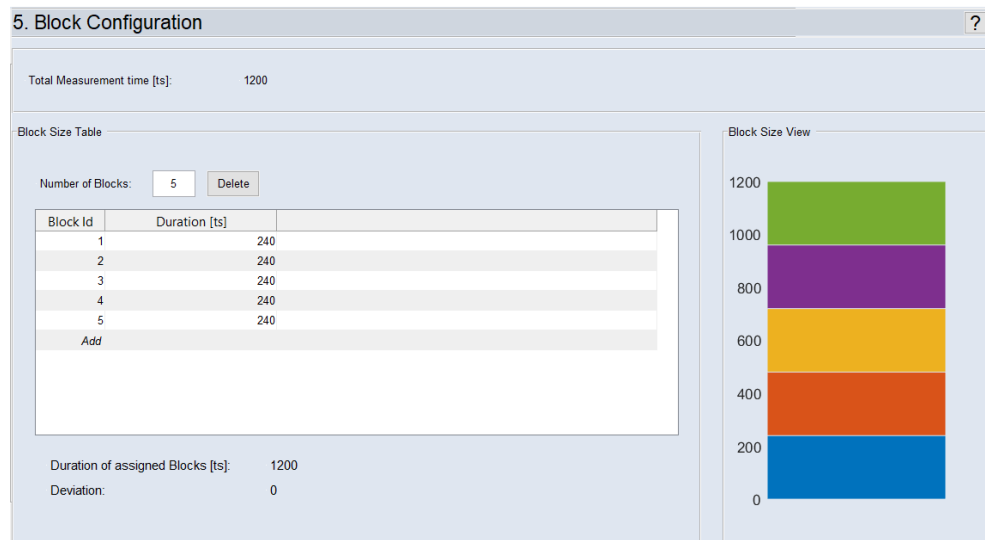 5. Block Configuration ?
Total Measurement time [ts]: 1200
Block Size Table
Number of Blocks: 5 Delete
Block Id Duration [ts]
1 240
2 240
3 240
4 240
5 240
Add
Duration of assigned Blocks [ts]: 1200
Deviation: 0
Block Size View
1200
1000
800
600
400
200
0